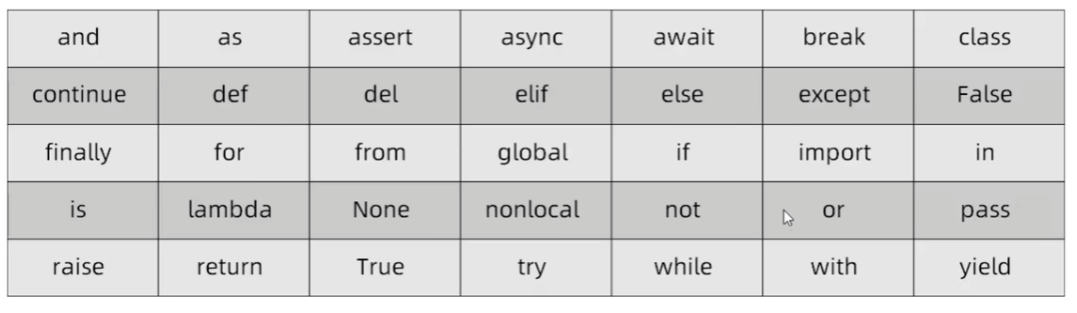 and as assert async await break class
continue def del elif else except False
finally for from global if import in
is lambda None nonlocal not or pass
raise return True try while with yield